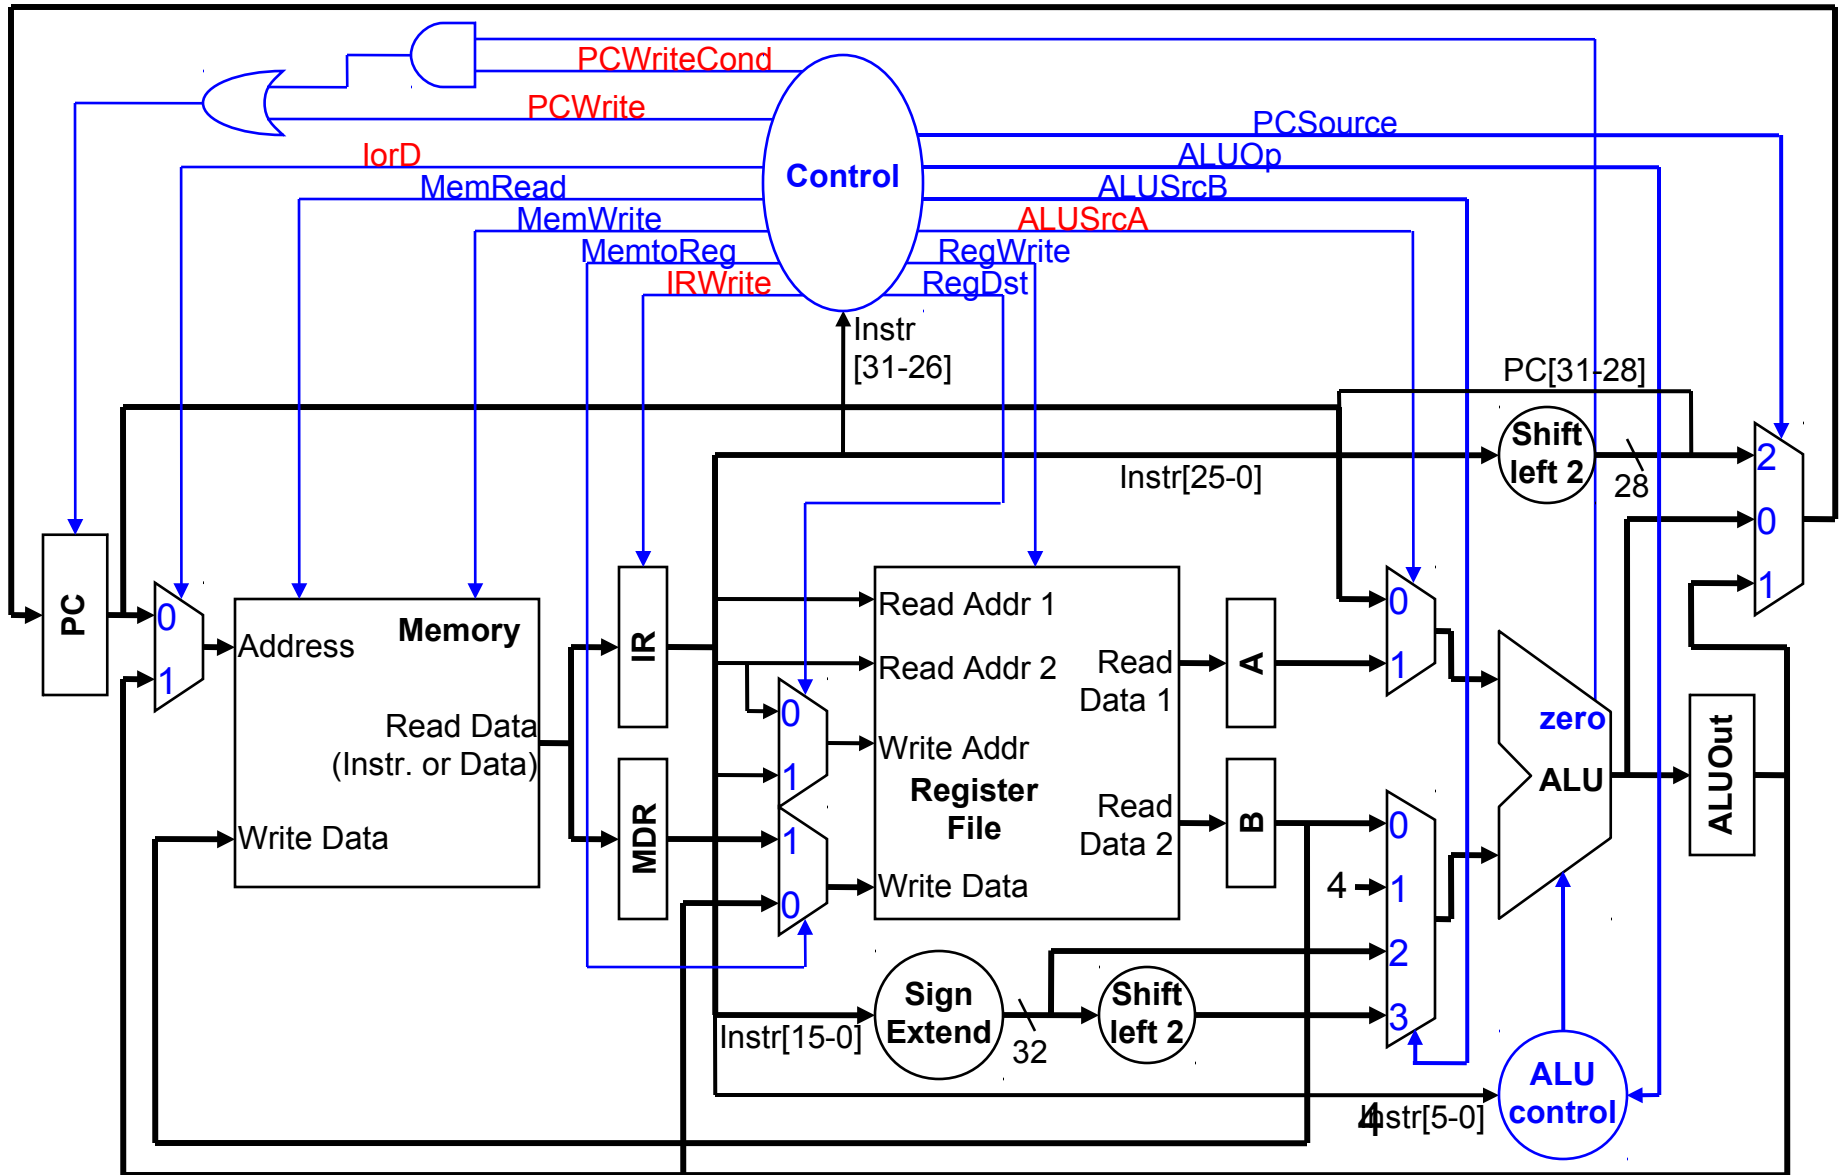 PCWriteCond
PCWrite
PCSource
IorD
ALUOp
Control
MemRead
ALUSrcB
MemWrite
ALUSrcA
MemtoReg
RegWrite
IRWrite
RegDst
Instr
[31-26]
PC[31-28]
Shift
left 2
Instr[25-0]
28
2
0
1
PC
0
1
Address
Memory
Read Data
(Instr. or Data)
Write Data
IR
MDR
0
1
1
0
Read Addr 1
Read Addr 2
Read
Data 1
Write Addr
Register
File
Read
Data 2
Write Data
A
B
0
1
0
4
1
2
3
zero
ALU
ALUOut
Sign
Extend
Instr[15-0]
32
Shift
left 2
ALU
control
4
Instr[5-0]